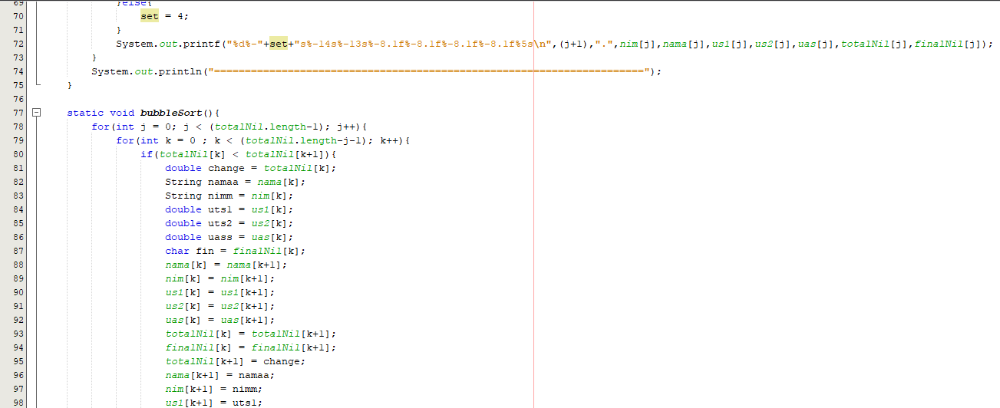 69 }else{
70 set = 4;
71 }
72 System.out.printf("%d%-"+set+"s%-14s%-13s%-8.1f%-8.1f%-8.1f%-8.1f%5s\n",(j+1),".",nim[j],nama[j],us1[j],us2[j],uas[j],totalNil[j],finalNil[j]);
73 }
74 System.out.println("======================================================================");
75 }
76
77 static void bubbleSort(){
78 for(int j = 0; j < (totalNil.length-1); j++){
79 for(int k = 0 ; k < (totalNil.length-j-1); k++){
80 if(totalNil[k] < totalNil[k+1]){
81 double change = totalNil[k];
82 String namaa = nama[k];
83 String nimm = nim[k];
84 double uts1 = us1[k];
85 double uts2 = us2[k];
86 double uass = uas[k];
87 char fin = finalNil[k];
88 nama[k] = nama[k+1];
89 nim[k] = nim[k+1];
90 us1[k] = us1[k+1];
91 us2[k] = us2[k+1];
92 uas[k] = uas[k+1];
93 totalNil[k] = totalNil[k+1];
94 finalNil[k] = finalNil[k+1];
95 totalNil[k+1] = change;
96 nama[k+1] = namaa;
97 nim[k+1] = nimm;
98 us1[k+1] = uts1;